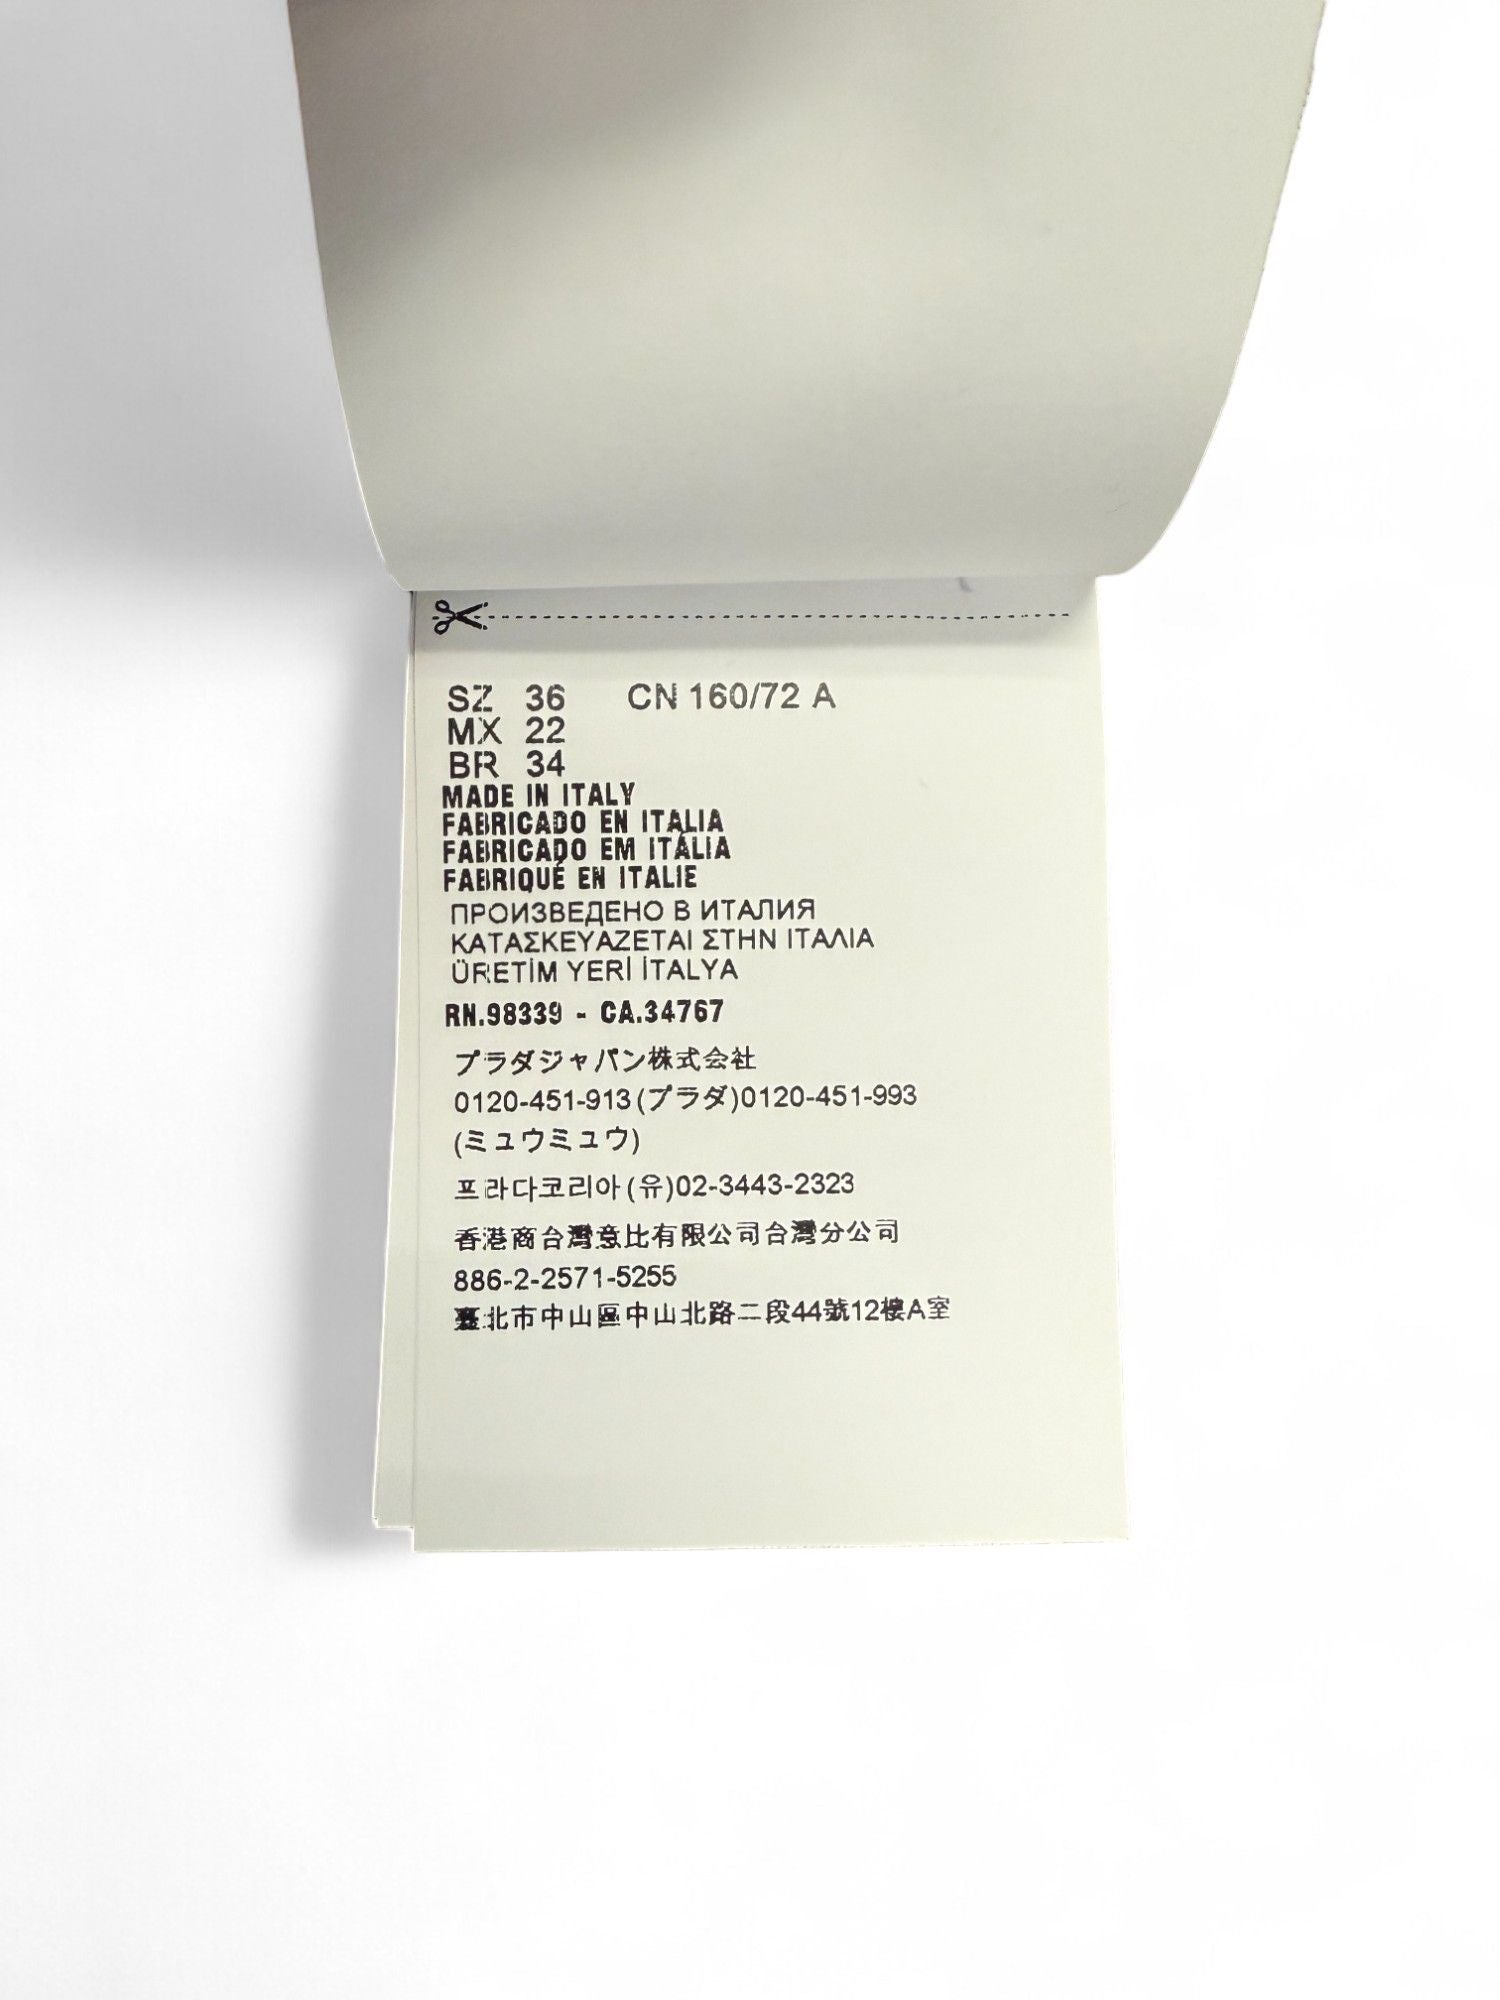 SZ 36 CN 160/72 A
MX 22
BR 34
MADE IN ITALY
FABRICADO EN ITALIA
FABRICADO EM ITÁLIA
FABRIQUÉ EN ITALIE
ПРОИЗВЕДЕНО В ИТАЛИЯ
ΚΑΤΑΣΚΕΥΑΖΕΤΑΙ ΣΤΗΝ ΙΤΑΛΙΑ
ÜRETİM YERİ İTALYA
RN.98339 - CA.34767
プラダジャパン株式会社
0120-451-913(プラダ)0120-451-993
(ミュウミュウ)
프라다코리아(유)02-3443-2323
香港商台灣意比有限公司台灣分公司
886-2-2571-5255
臺北市中山區中山北路二段44號12樓A室